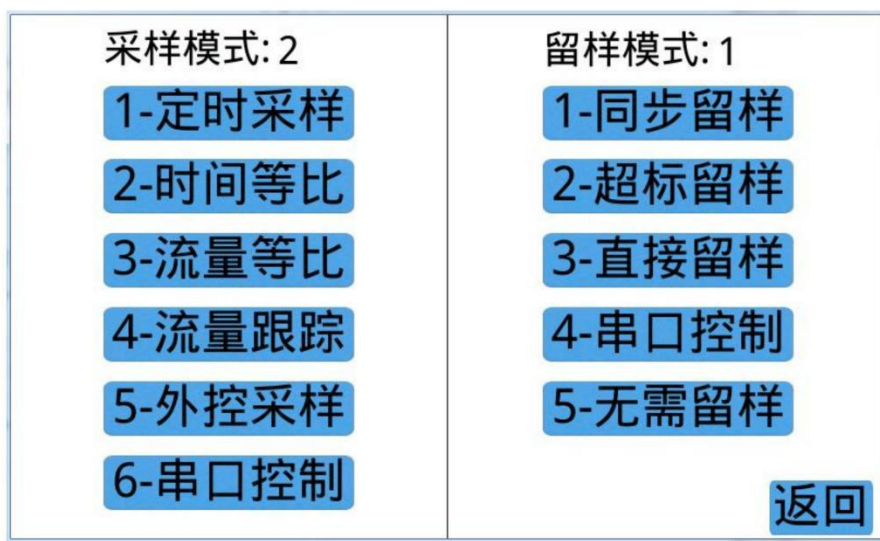 采样模式: 2
1-定时采样
2-时间等比
3-流量等比
4-流量跟踪
5-外控采样
6-串口控制
留样模式: 1
1-同步留样
2-超标留样
3-直接留样
4-串口控制
5-无需留样
返回